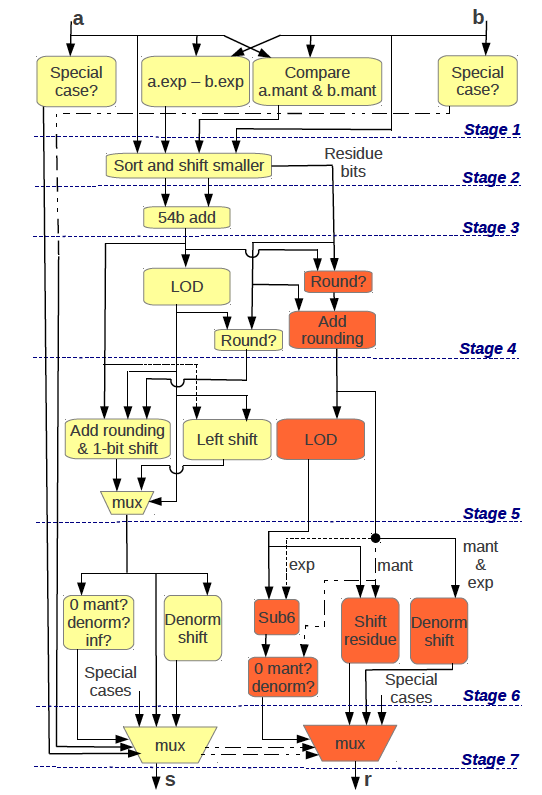 a
b
Special
case?
a.exp – b.exp
Compare
a.mant & b.mant
Special
case?
Stage 1
Sort and shift smaller
Residue
bits
Stage 2
54b add
Stage 3
LOD
Round?
Round?
Add
rounding
Stage 4
Add rounding
& 1-bit shift
Left shift
LOD
mux
Stage 5
exp
mant
mant
&
exp
0 mant?
denorm?
inf?
Denorm
shift
Sub6
Shift
residue
Denorm
shift
0 mant?
denorm?
Special
cases
Special
cases
Stage 6
mux
mux
Stage 7
s
r